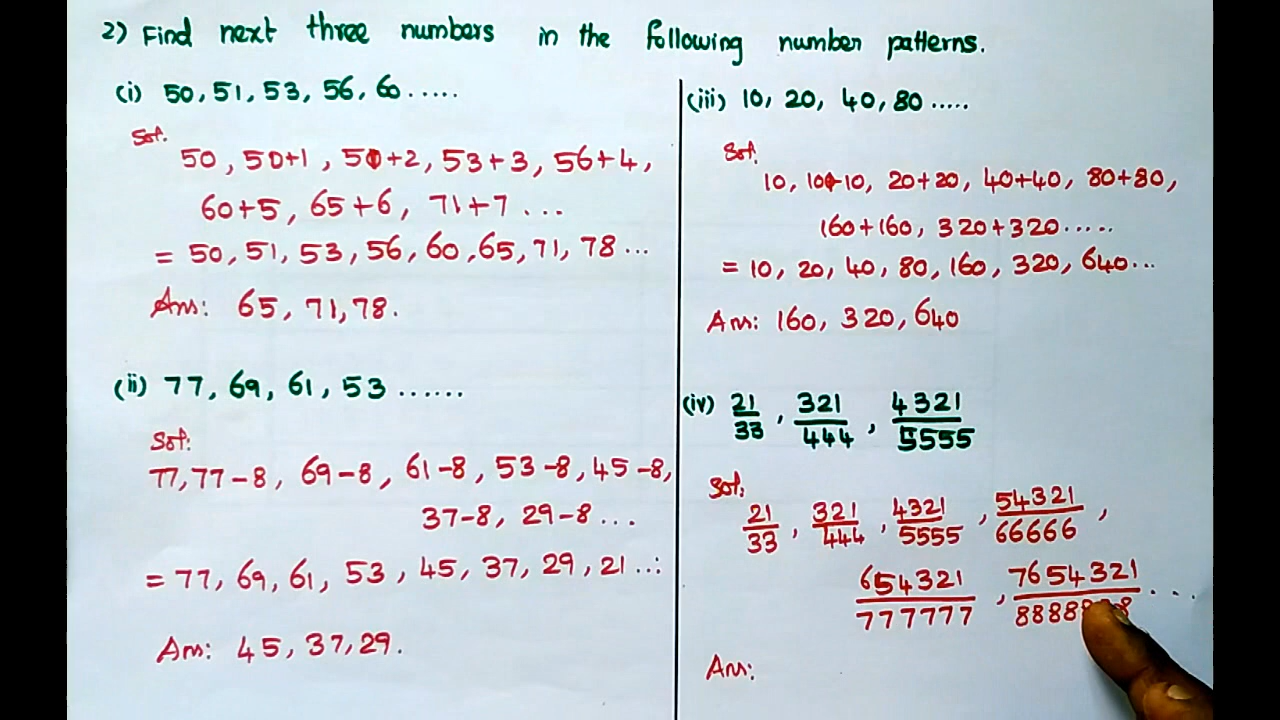 2) Find next three numbers in the following number patterns.
(i) 50, 51, 53, 56, 60.....
Sol:
50, 50+1, 51+2, 53+3, 56+4,
60+5, 65+6, 71+7...
= 50, 51, 53, 56, 60, 65, 71, 78...
Ans: 65, 71, 78.
(ii) 77, 69, 61, 53......
Sol:
77, 77-8, 69-8, 61-8, 53-8, 45-8,
37-8, 29-8...
= 77, 69, 61, 53, 45, 37, 29, 21...
Ans: 45, 37, 29.
(iii) 10, 20, 40, 80.....
Sol:
10, 10+10, 20+20, 40+40, 80+80,
160+160, 320+320.....
= 10, 20, 40, 80, 160, 320, 640...
Ans: 160, 320, 640
(iv) 21/33, 321/444, 4321/5555
Sol:
21/33, 321/444, 4321/5555, 54321/66666,
654321/777777, 7654321/8888888...
Ans: